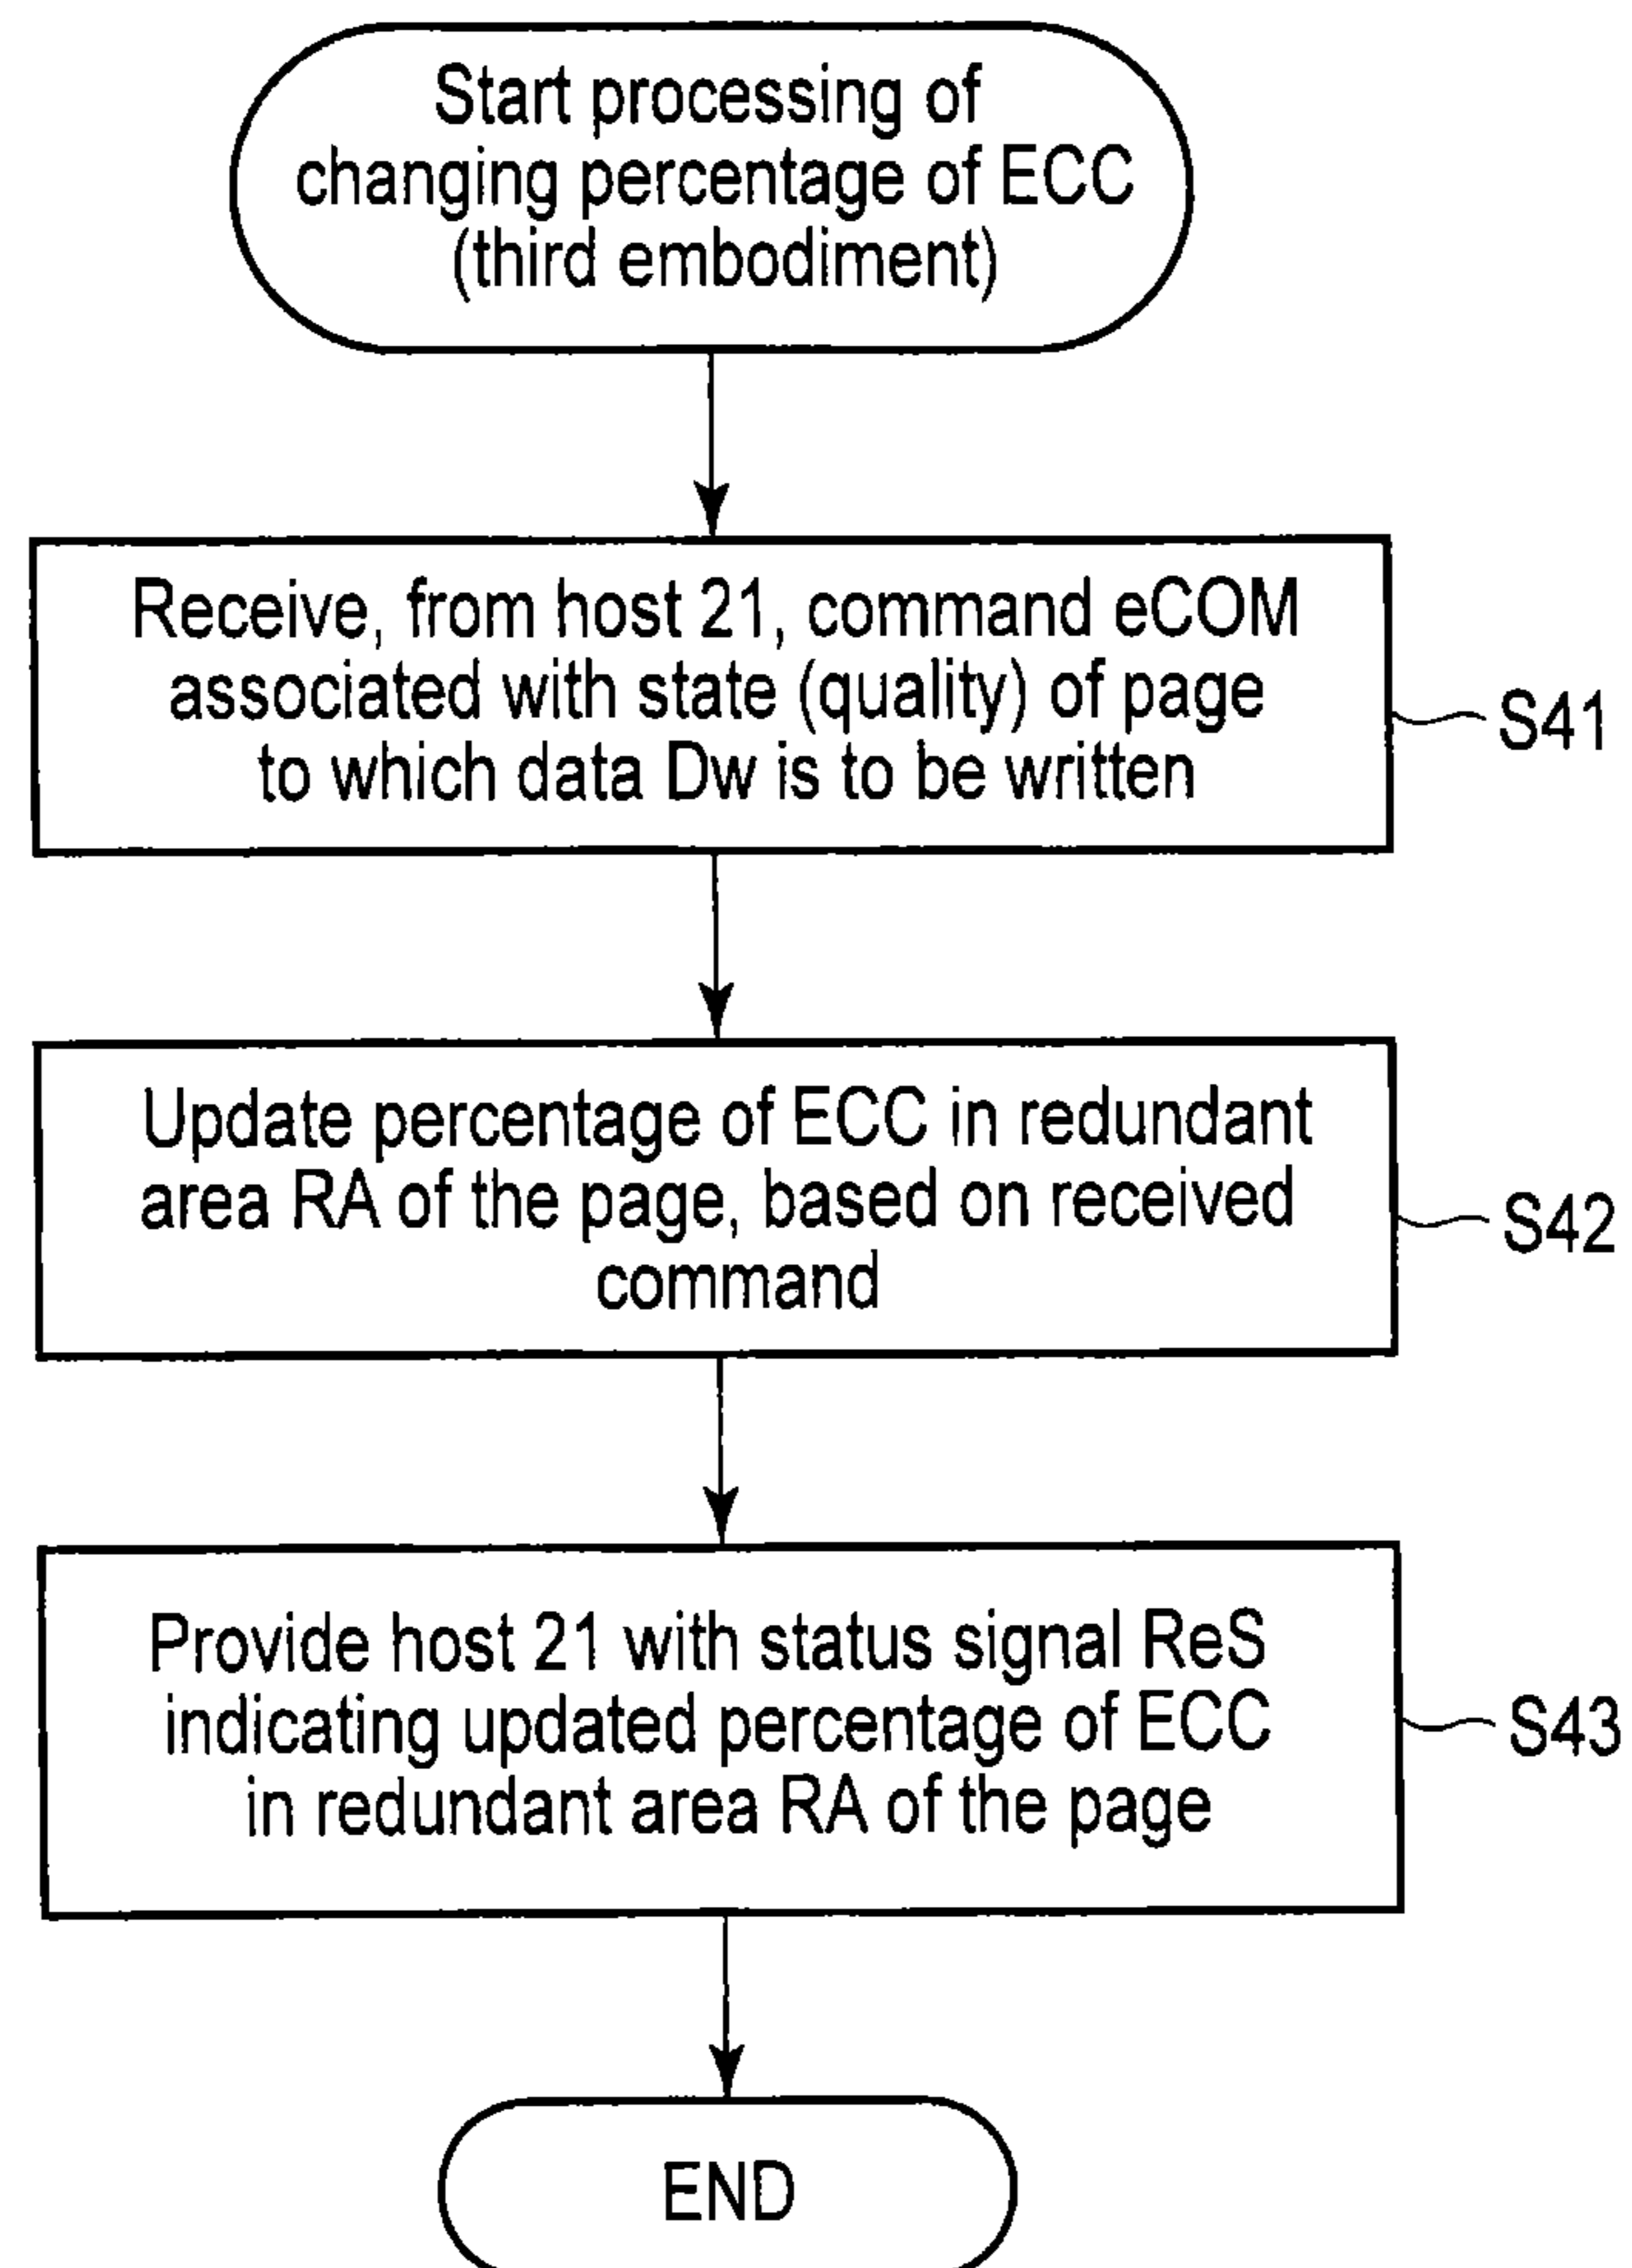 Start processing of
changing percentage of ECC
(third embodiment)
Receive, from host 21, command eCOM
associated with state (quality) of page
to which data Dw is to be written
S41
Update percentage of ECC in redundant
area RA of the page, based on received
command
S42
Provide host 21 with status signal ReS
indicating updated percentage of ECC
in redundant area RA of the page
S43
END